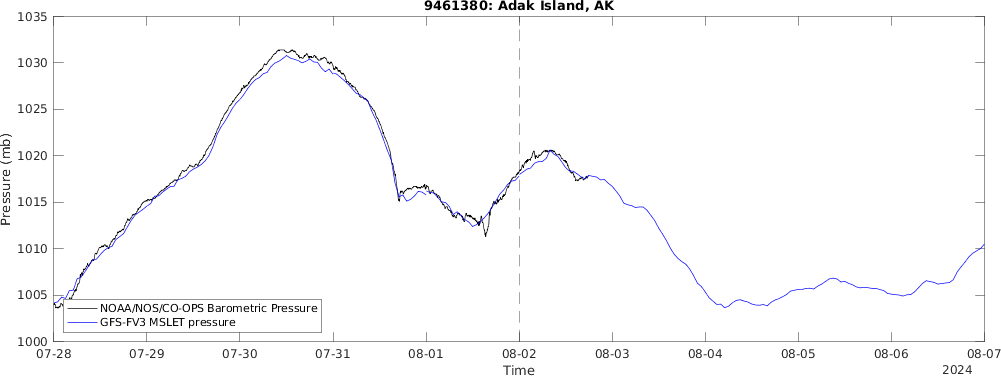 9461380: Adak Island, AK
1035
1030
1025
1020
1015
1010
1005
1000
Pressure (mb)
NOAA/NOS/CO-OPS Barometric Pressure
GFS-FV3 MSLET pressure
07-28 07-29 07-30 07-31 08-01 08-02 08-03 08-04 08-05 08-06 08-07
Time
2024